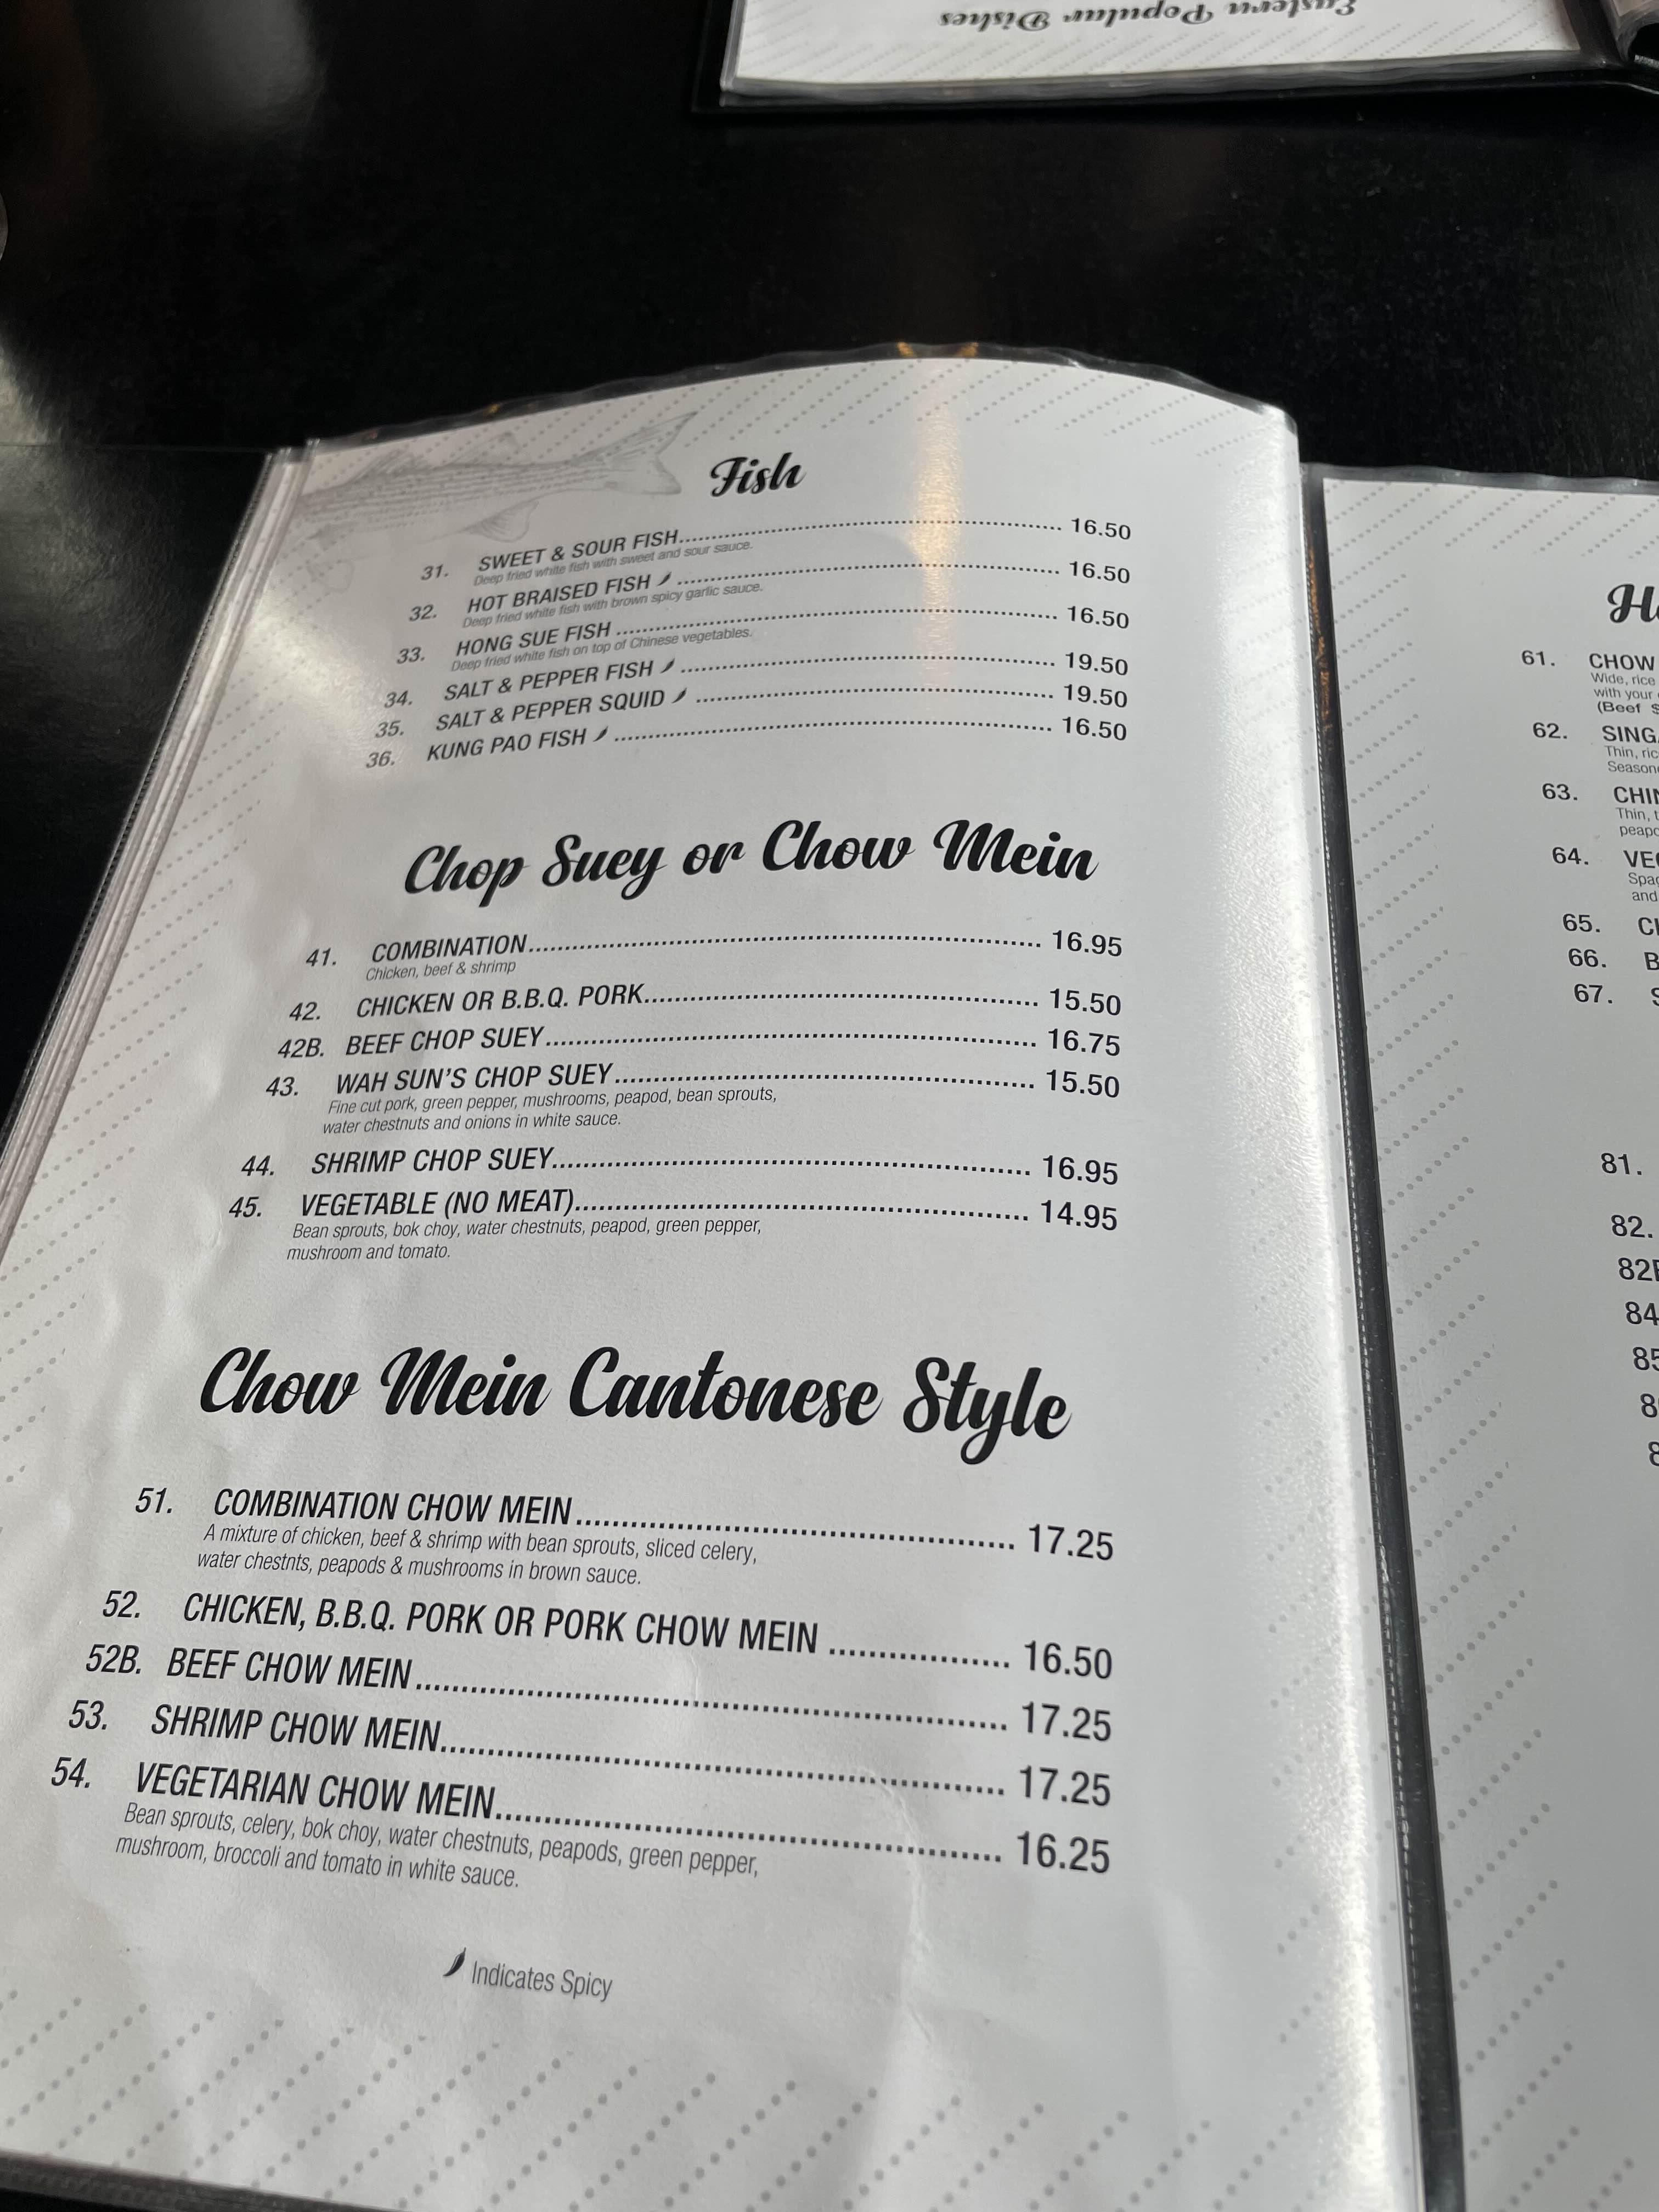 Eastern Popular Dishes
Fish
31. SWEET & SOUR FISH 16.50
Deep fried white fish with sweet and sour sauce.
32. HOT BRAISED FISH 16.50
Deep fried white fish with brown spicy garlic sauce.
33. HONG SUE FISH 16.50
Deep fried white fish on top of Chinese vegetables.
34. SALT & PEPPER FISH 19.50
35. SALT & PEPPER SQUID 19.50
36. KUNG PAO FISH 16.50
Chop Suey or Chow Mein
41. COMBINATION 16.95
Chicken, beef & shrimp
42. CHICKEN OR B.B.Q. PORK 15.50
42B. BEEF CHOP SUEY 16.75
43. WAH SUN'S CHOP SUEY 15.50
Fine cut pork, green pepper, mushrooms, peapod, bean sprouts,
water chestnuts and onions in white sauce.
44. SHRIMP CHOP SUEY 16.95
45. VEGETABLE (NO MEAT) 14.95
Bean sprouts, bok choy, water chestnuts, peapod, green pepper,
mushroom and tomato.
Chow Mein Cantonese Style
51. COMBINATION CHOW MEIN 17.25
A mixture of chicken, beef & shrimp with bean sprouts, sliced celery,
water chestnts, peapods & mushrooms in brown sauce.
52. CHICKEN, B.B.Q. PORK OR PORK CHOW MEIN 16.50
52B. BEEF CHOW MEIN 17.25
53. SHRIMP CHOW MEIN 17.25
54. VEGETARIAN CHOW MEIN 16.25
Bean sprouts, celery, bok choy, water chestnuts, peapods, green pepper,
mushroom, broccoli and tomato in white sauce.
Indicates Spicy
61. CHOW
Wide, rice
with your
(Beef
62.
Thin,
63.
Thin,
64.
and
65.
66.
67.
81.
82.
84